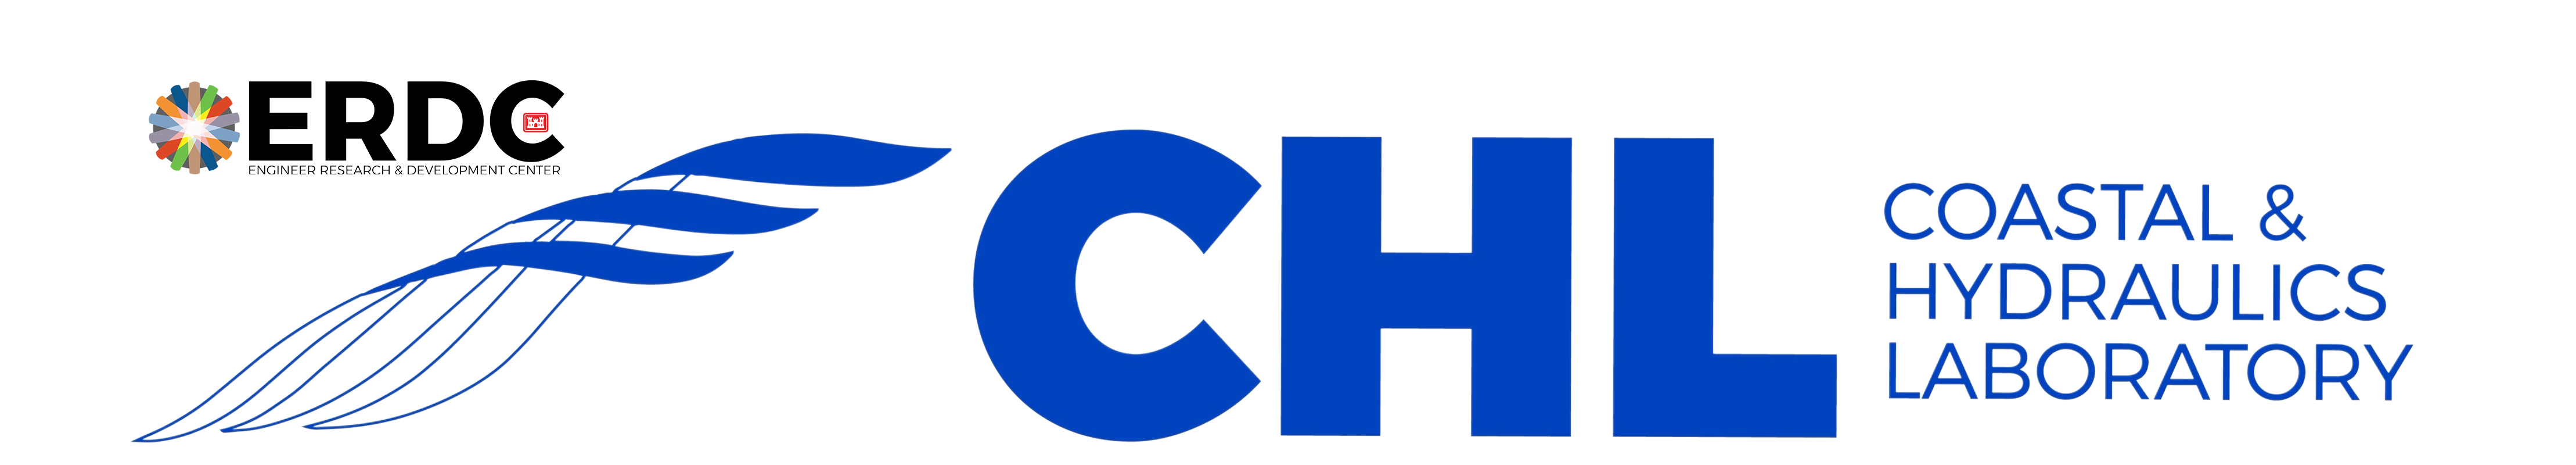 ERDC
ENGINEER RESEARCH & DEVELOPMENT CENTER
CHL
COASTAL &
HYDRAULICS
LABORATORY